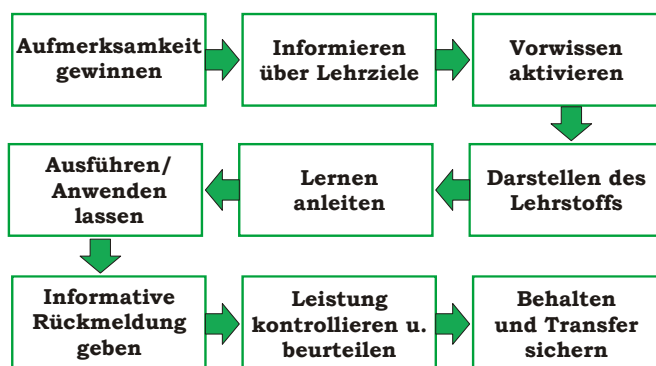 Aufmerksamkeit
gewinnen
Informieren
über Lehrziele
Vorwissen
aktivieren
Darstellen des
Lehrstoffs
Lernen
anleiten
Ausführen/
Anwenden
lassen
Informative
Rückmeldung
geben
Leistung
kontrollieren u.
beurteilen
Behalten
und Transfer
sichern